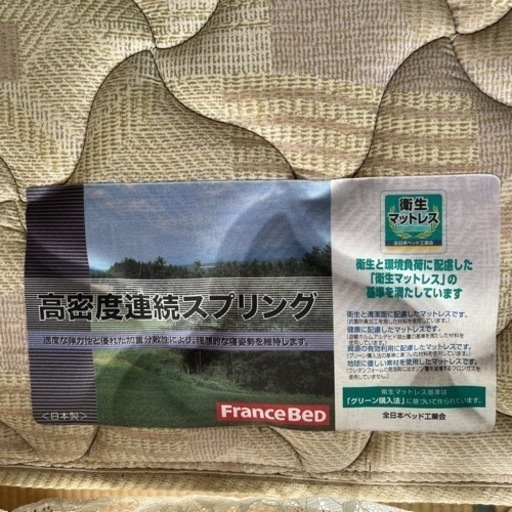 高密度連続スプリング
適度な弾力性と優れた加重分散性により、理想的な寝姿勢を維持します。
<日本製>
FRANCEBED
衛生
マットレス
全日本ベッド工業会
衛生と環境負荷に配慮した
「衛生マットレス」の
基準を満たしています
衛生と清潔面に配慮したマットレスです。
健康に配慮したマットレスです。
資源の有効利用に配慮したマットレスです。
地球に優しい素材を使用したマットレスです。
使用していません)
衛生マットレス基準は
「グリーン購入法」に基づいて作られています。
全日本ベッド工業会